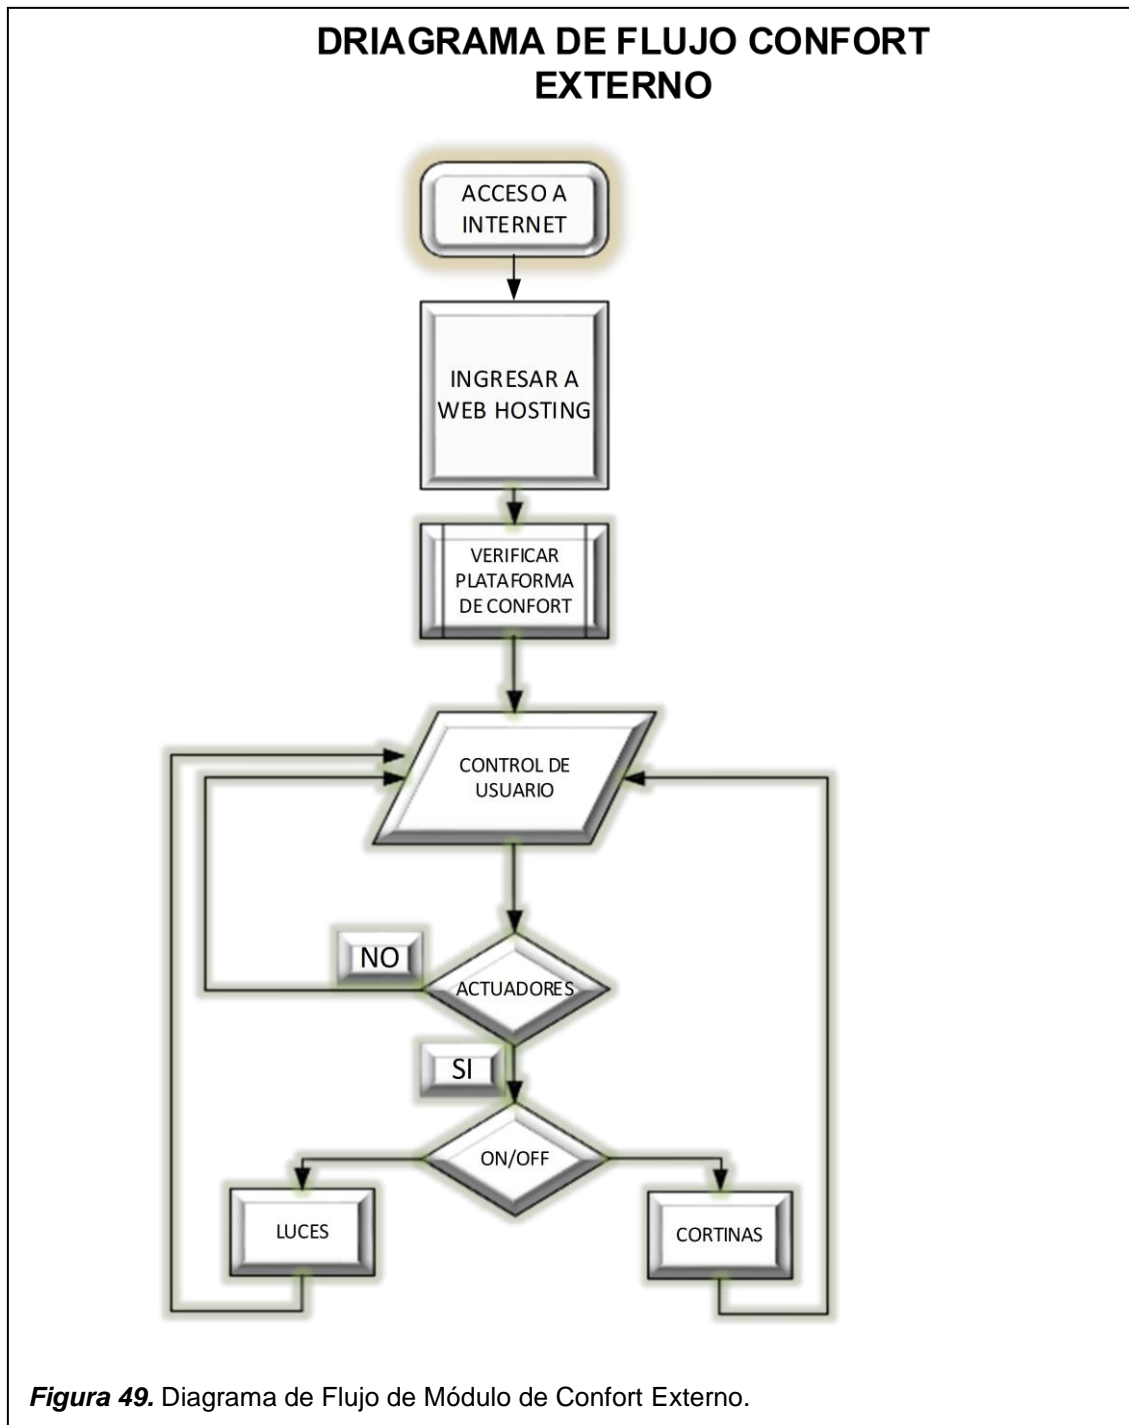 DRIAGRAMA DE FLUJO CONFORT
EXTERNO
ACCESO A
INTERNET
INGRESAR A
WEB HOSTING
VERIFICAR
PLATAFORMA
DE CONFORT
CONTROL DE
USUARIO
NO
ACTUADORES
SI
ON/OFF
LUCES
CORTINAS
Figura 49. Diagrama de Flujo de Módulo de Confort Externo.